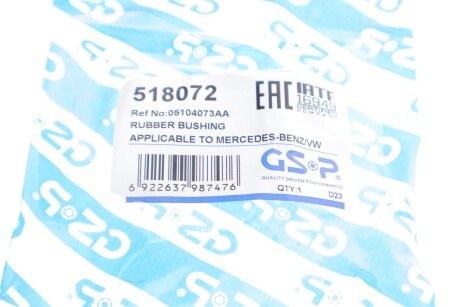 518072
Ref No:05104073AA
RUBBER BUSHING
APPLICABLE TO MERCEDES-BENZ/VW
EAC
IATF
16949
CERTIFIED
COMPANY
GSP
QUALITY DRIVEN PERFORMANCE
6 922637 987476
QTY:1
D23